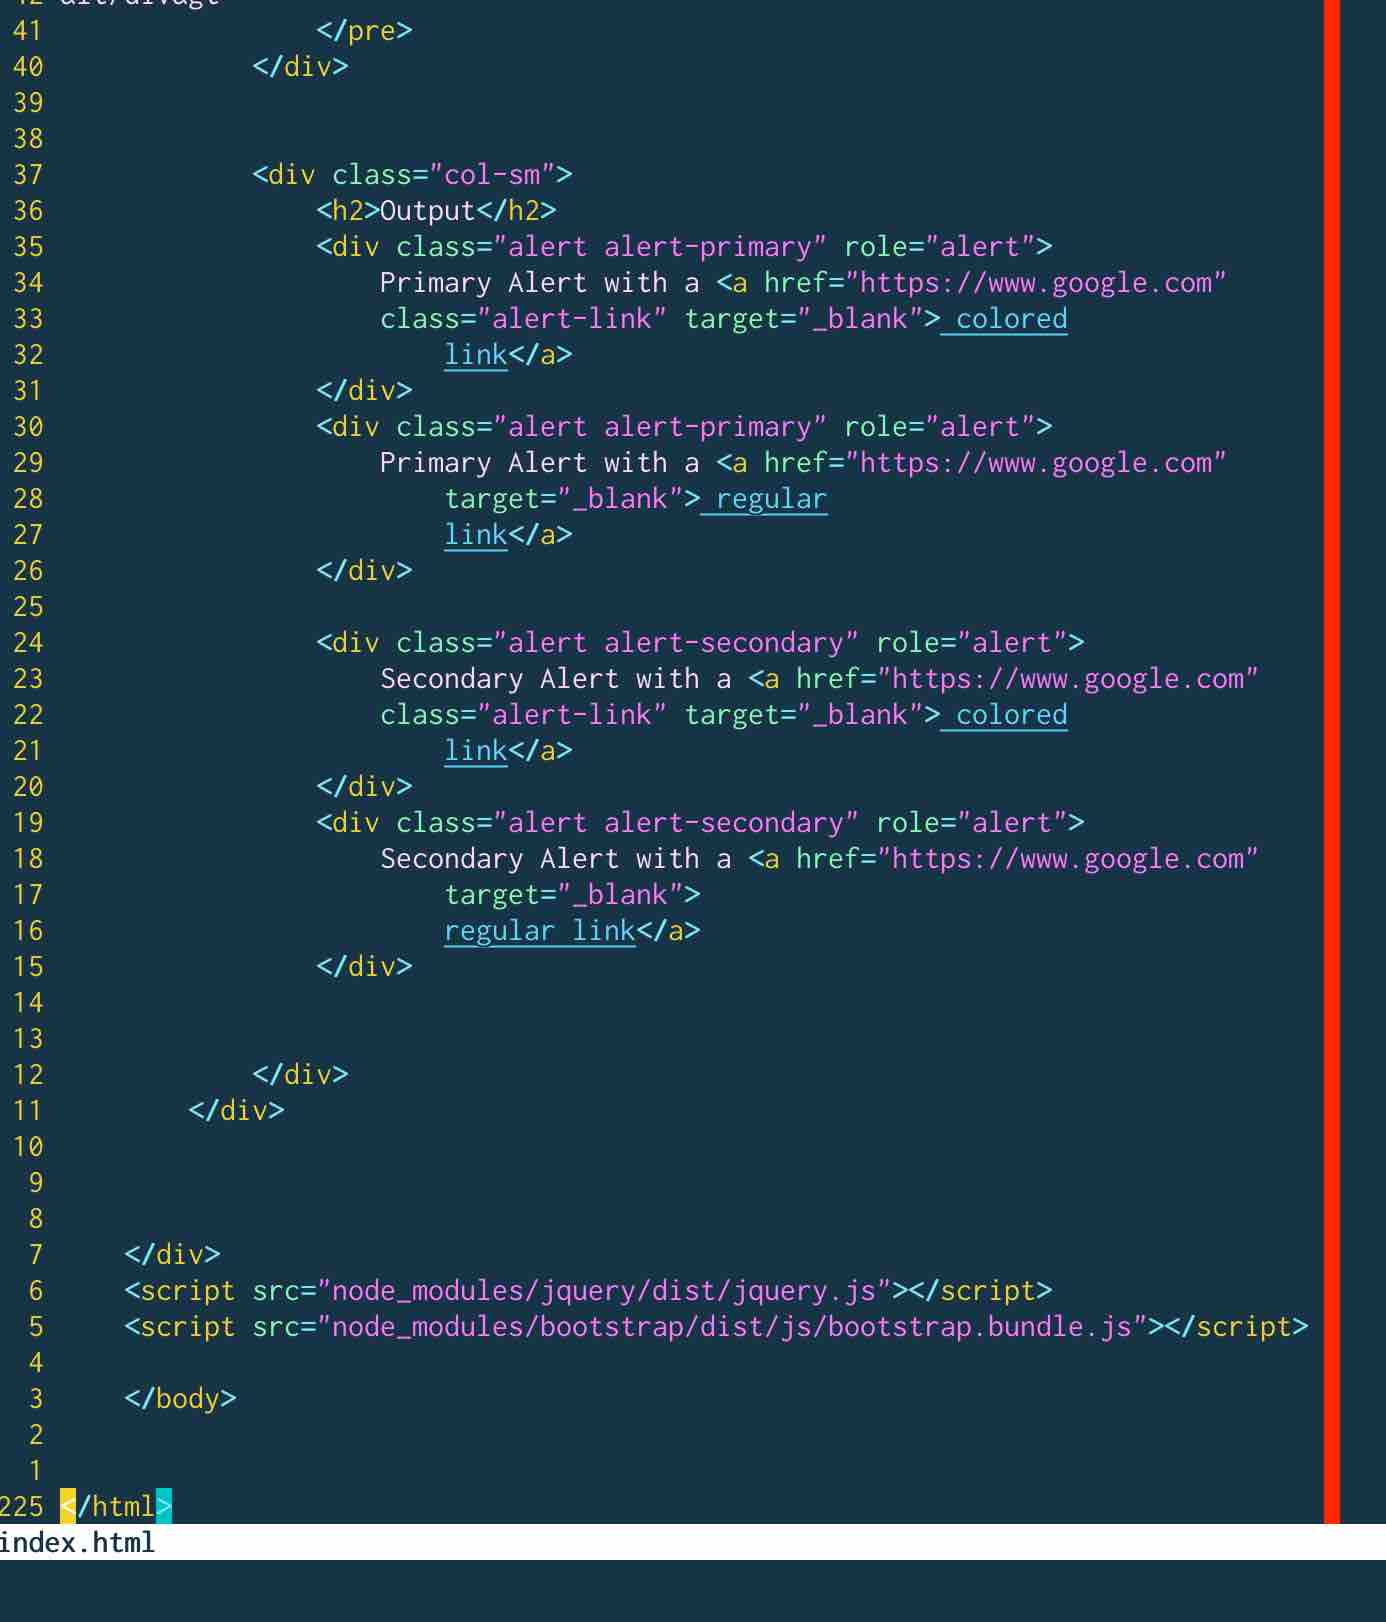 41                 </pre>
40             </div>
39
38
37             <div class="col-sm">
36                 <h2>Output</h2>
35                 <div class="alert alert-primary" role="alert">
34                     Primary Alert with a <a href="https://www.google.com"
33                     class="alert-link" target="_blank"> colored
32                         link</a>
31                 </div>
30                 <div class="alert alert-primary" role="alert">
29                     Primary Alert with a <a href="https://www.google.com"
28                         target="_blank"> regular
27                         link</a>
26                 </div>
25
24                 <div class="alert alert-secondary" role="alert">
23                     Secondary Alert with a <a href="https://www.google.com"
22                     class="alert-link" target="_blank"> colored
21                         link</a>
20                 </div>
19                 <div class="alert alert-secondary" role="alert">
18                     Secondary Alert with a <a href="https://www.google.com"
17                         target="_blank">
16                         regular link</a>
15                 </div>
14
13
12             </div>
11         </div>
10
9
8
7     </div>
6     <script src="node_modules/jquery/dist/jquery.js"></script>
5     <script src="node_modules/bootstrap/dist/js/bootstrap.bundle.js"></script>
4
3     </body>
2
1
225 </html>
index.html